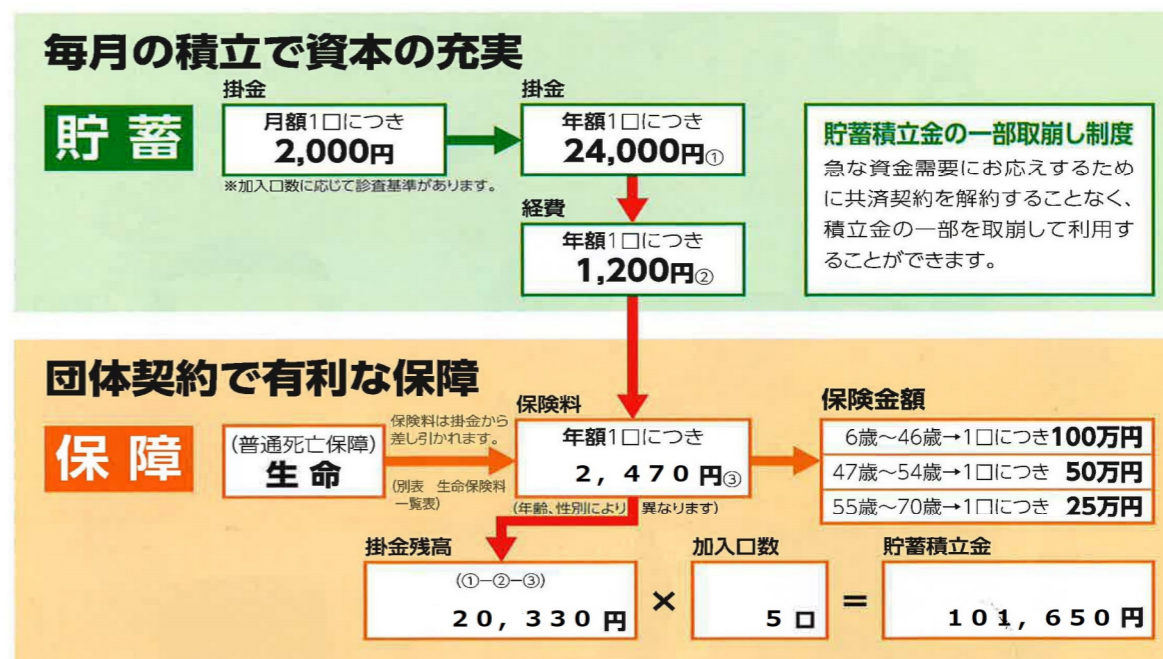 毎月の積立で資本の充実
貯蓄
掛金
月額1口につき
2,000円
※加入口数に応じて診査基準があります。
掛金
年額1口につき
24,000円①
経費
年額1口につき
1,200円②
貯蓄積立金の一部取崩し制度
急な資金需要にお応えするため
に共済契約を解約することなく、
積立金の一部を取崩して利用す
ることができます。
団体契約で有利な保障
保障
(普通死亡保障)
生命
保険料は掛金から
差し引かれます。
(別表 生命保険料
一覧表)
保険料
年額1口につき
2,470円③
(年齢、性別により異なります)
保険金額
6歳~46歳→1口につき100万円
47歳~54歳→1口につき 50万円
55歳~70歳→1口につき 25万円
掛金残高
(①-②-③)
20,330円
×
加入口数
5口
=
貯蓄積立金
101,650円